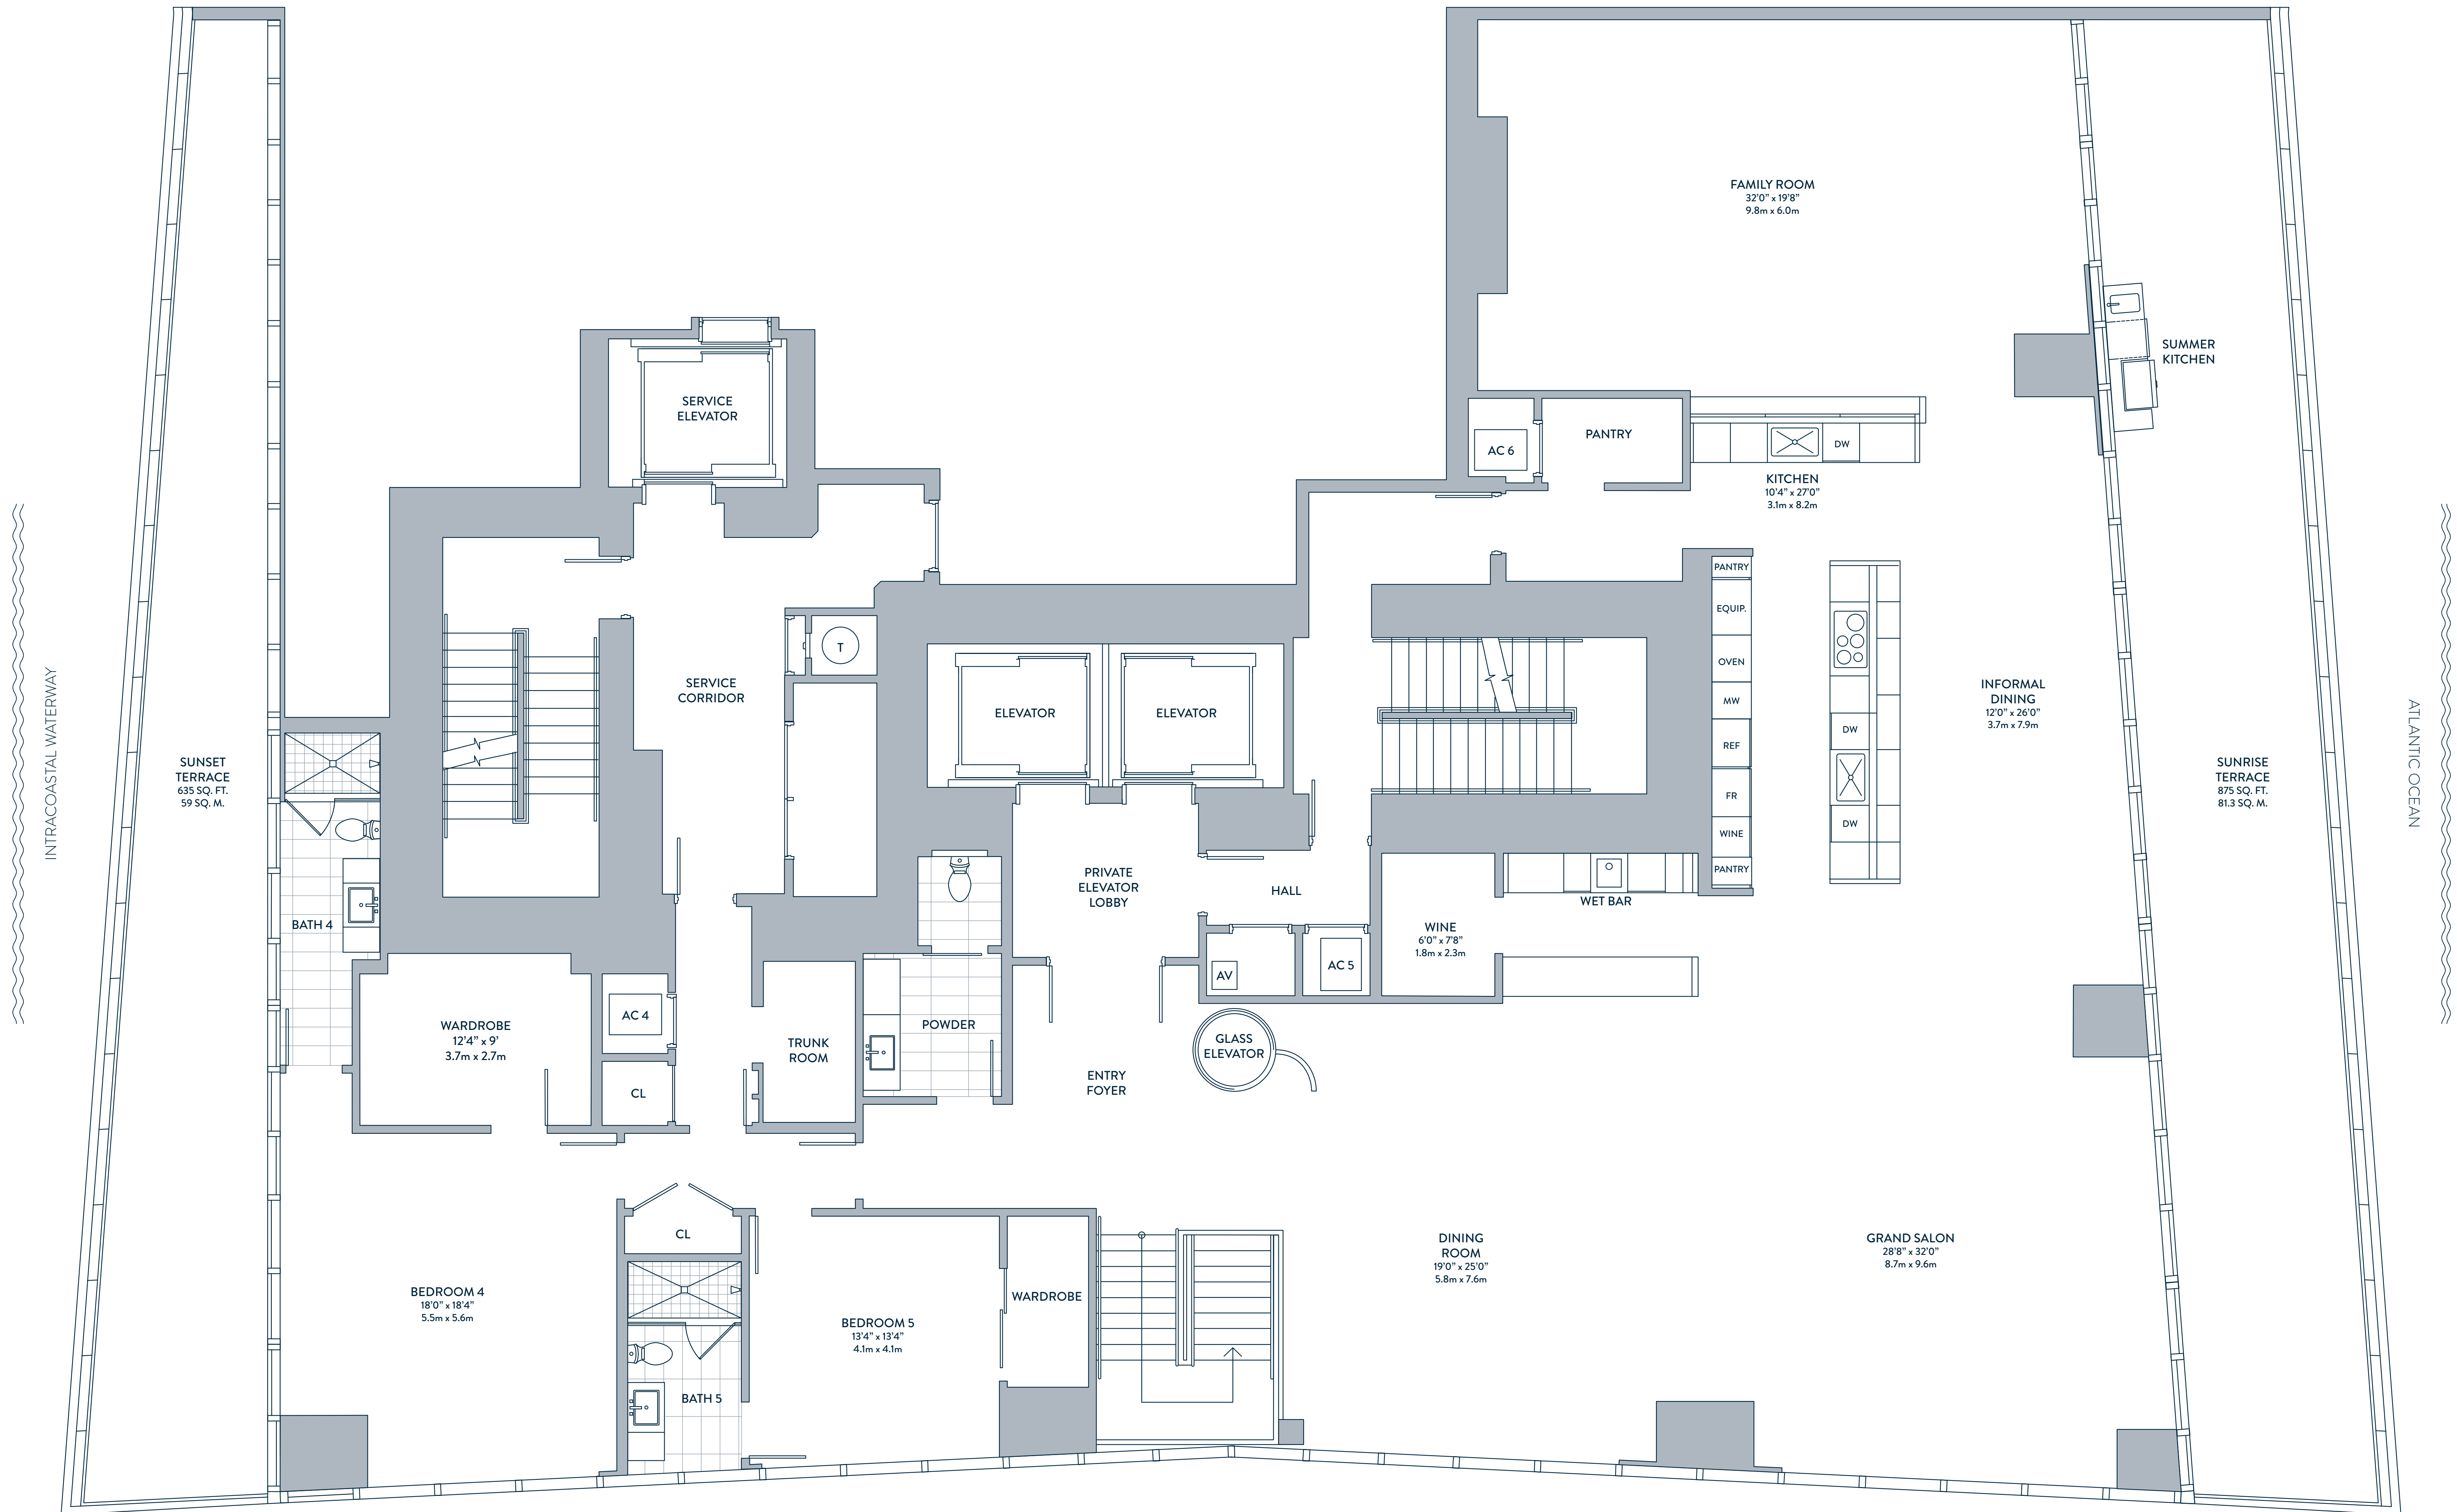 FAMILY ROOM
32'0" x 19'8"
9.8m x 6.0m
SUMMER
KITCHEN
SERVICE
ELEVATOR
AC 6
PANTRY
DW
KITCHEN
10'4" x 27'0"
3.1m x 8.2m
PANTRY
EQUIP.
OVEN
MW
REF
FR
WINE
PANTRY
DW
DW
INFORMAL
DINING
12'0" x 26'0"
3.7m x 7.9m
T
SERVICE
CORRIDOR
ELEVATOR
ELEVATOR
INTRACOASTAL WATERWAY
SUNSET
TERRACE
635 SQ. FT.
59 SQ. M.
SUNRISE
TERRACE
875 SQ. FT.
81.3 SQ. M.
ATLANTIC OCEAN
BATH 4
PRIVATE
ELEVATOR
LOBBY
HALL
WET BAR
WINE
6'0" x 7'8"
1.8m x 2.3m
AV
AC 5
WARDROBE
12'4" x 9'
3.7m x 2.7m
AC 4
CL
TRUNK
ROOM
POWDER
GLASS
ELEVATOR
ENTRY
FOYER
CL
BEDROOM 4
18'0" x 18'4"
5.5m x 5.6m
BATH 5
BEDROOM 5
13'4" x 13'4"
4.1m x 4.1m
WARDROBE
DINING
ROOM
19'0" x 25'0"
5.8m x 7.6m
GRAND SALON
28'8" x 32'0"
8.7m x 9.6m